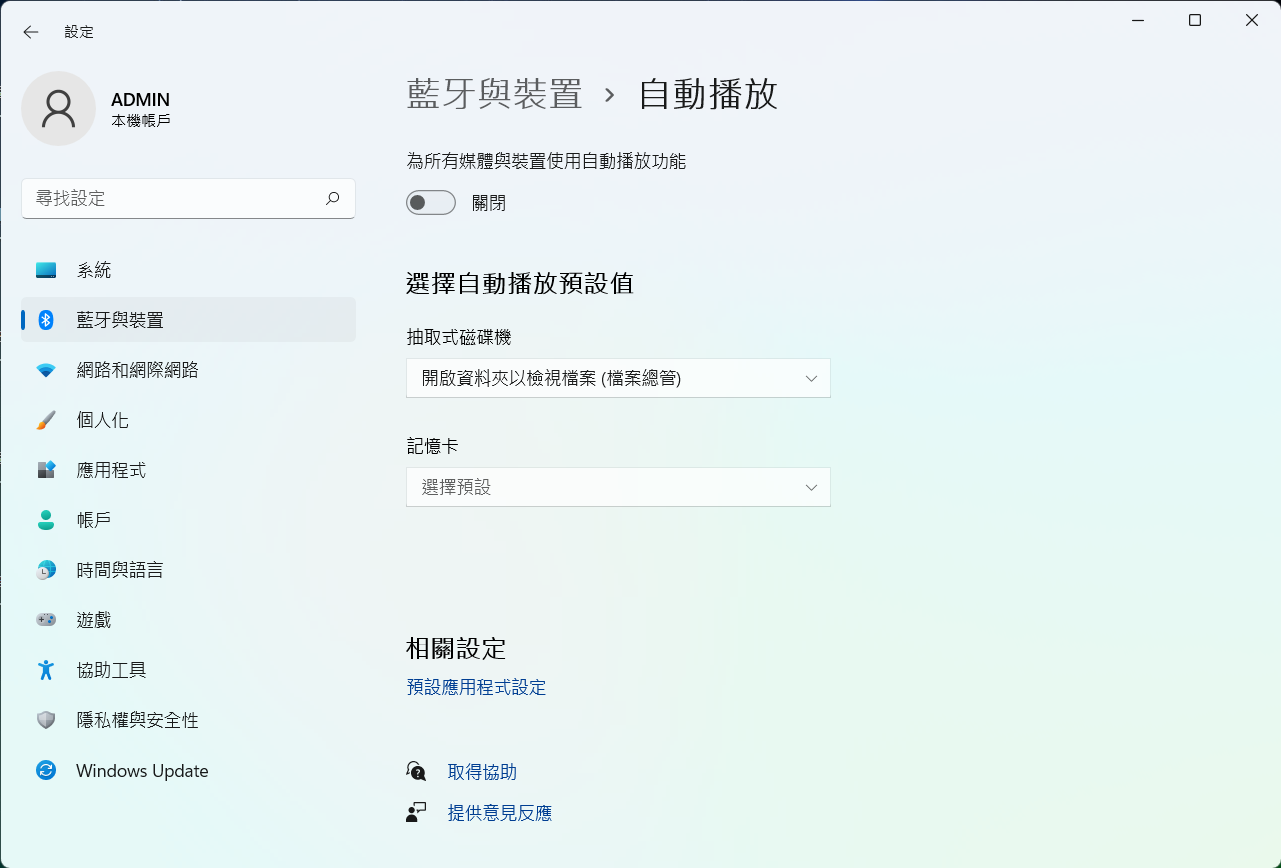 設定
ADMIN
本機帳戶
尋找設定
系統
藍牙與裝置
網路和網際網路
個人化
應用程式
帳戶
時間與語言
遊戲
協助工具
隱私權與安全性
Windows Update
藍牙與裝置 › 自動播放
為所有媒體與裝置使用自動播放功能
關閉
選擇自動播放預設值
抽取式磁碟機
開啟資料夾以檢視檔案 (檔案總管)
記憶卡
選擇預設
相關設定
預設應用程式設定
取得協助
提供意見反應